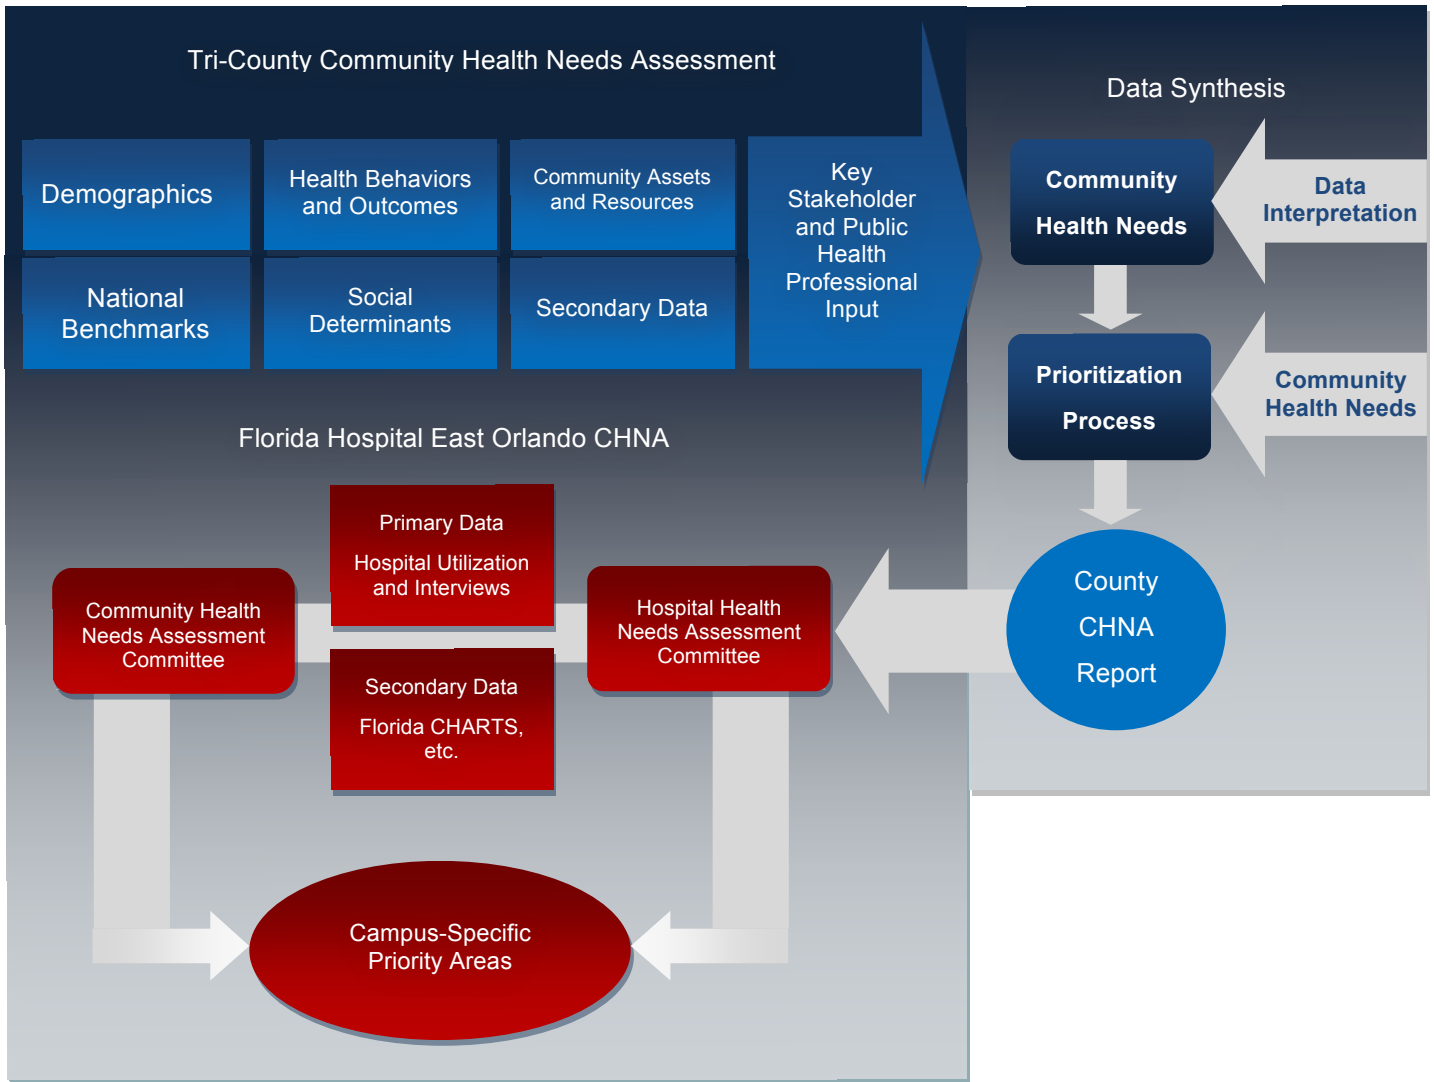 Tri-County Community Health Needs Assessment
Demographics
Health Behaviors
and Outcomes
Community Assets
and Resources
National
Benchmarks
Social
Determinants
Secondary Data
Key
Stakeholder
and Public
Health
Professional
Input
Data Synthesis
Community
Health Needs
Data
Interpretation
Prioritization
Process
Community
Health Needs
County
CHNA
Report
Florida Hospital East Orlando CHNA
Primary Data
Hospital Utilization
and Interviews
Community Health
Needs Assessment
Committee
Hospital Health
Needs Assessment
Committee
Secondary Data
Florida CHARTS,
etc.
Campus-Specific
Priority Areas